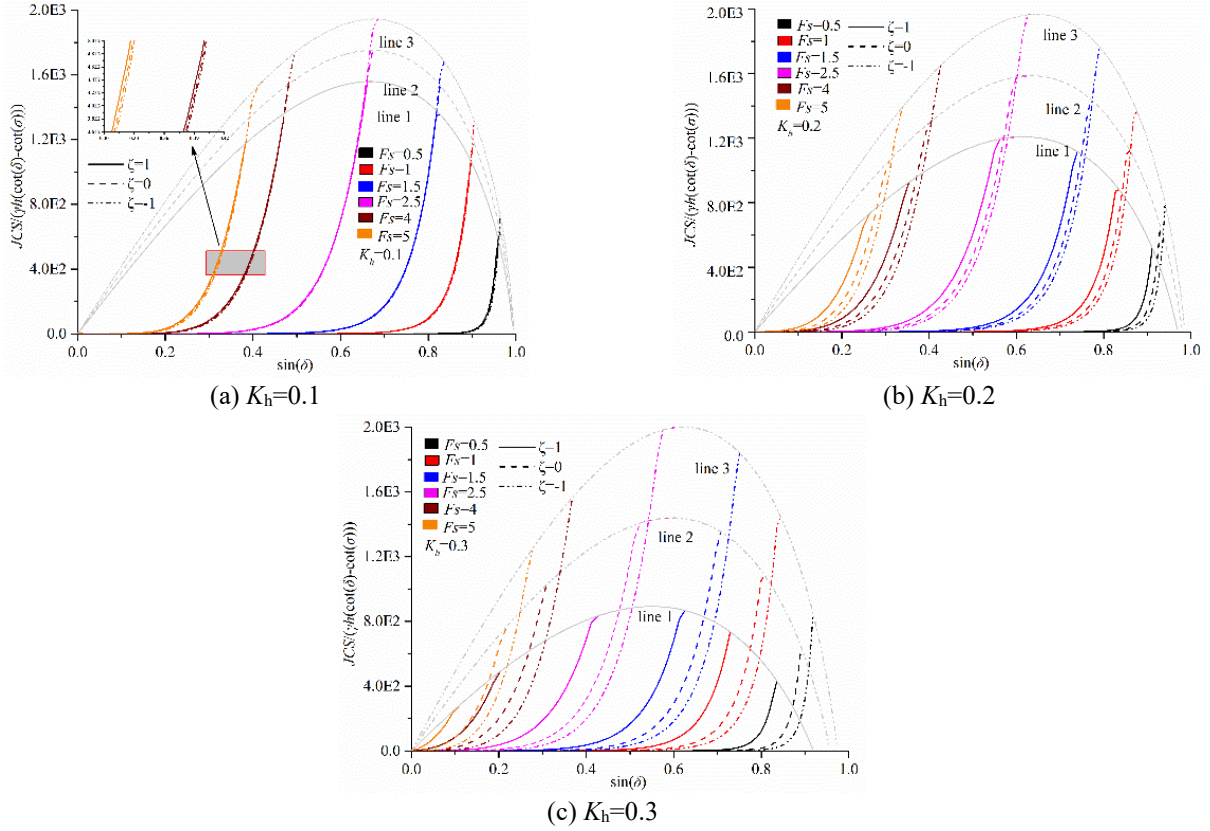 2.0E3
1.6E3
1.2E3
8.0E2
4.0E2
0.0
JCS/(γh(cot(δ)-cot(σ)))
line 3
line 2
line 1
ζ=1
ζ=0
ζ=-1
Fs=0.5
Fs=1
Fs=1.5
Fs=2.5
Fs=4
Fs=5
Kh=0.1
0.0 0.2 0.4 0.6 0.8 1.0
sin(δ)
(a) Kh=0.1
2.0E3
1.6E3
1.2E3
8.0E2
4.0E2
0.0
JCS/(γh(cot(δ)-cot(σ)))
Fs=0.5 ζ=1
Fs=1 ζ=0
Fs=1.5 ζ=-1
Fs=2.5
Fs=4
Fs=5
Kh=0.2
line 3
line 2
line 1
0.0 0.2 0.4 0.6 0.8 1.0
sin(δ)
(b) Kh=0.2
2.0E3
1.6E3
1.2E3
8.0E2
4.0E2
0.0
JCS/(γh(cot(δ)-cot(σ)))
Fs=0.5 ζ=1
Fs=1 ζ=0
Fs=1.5 ζ=-1
Fs=2.5
Fs=4
Fs=5
Kh=0.3
line 3
line 2
line 1
0.0 0.2 0.4 0.6 0.8 1.0
sin(δ)
(c) Kh=0.3